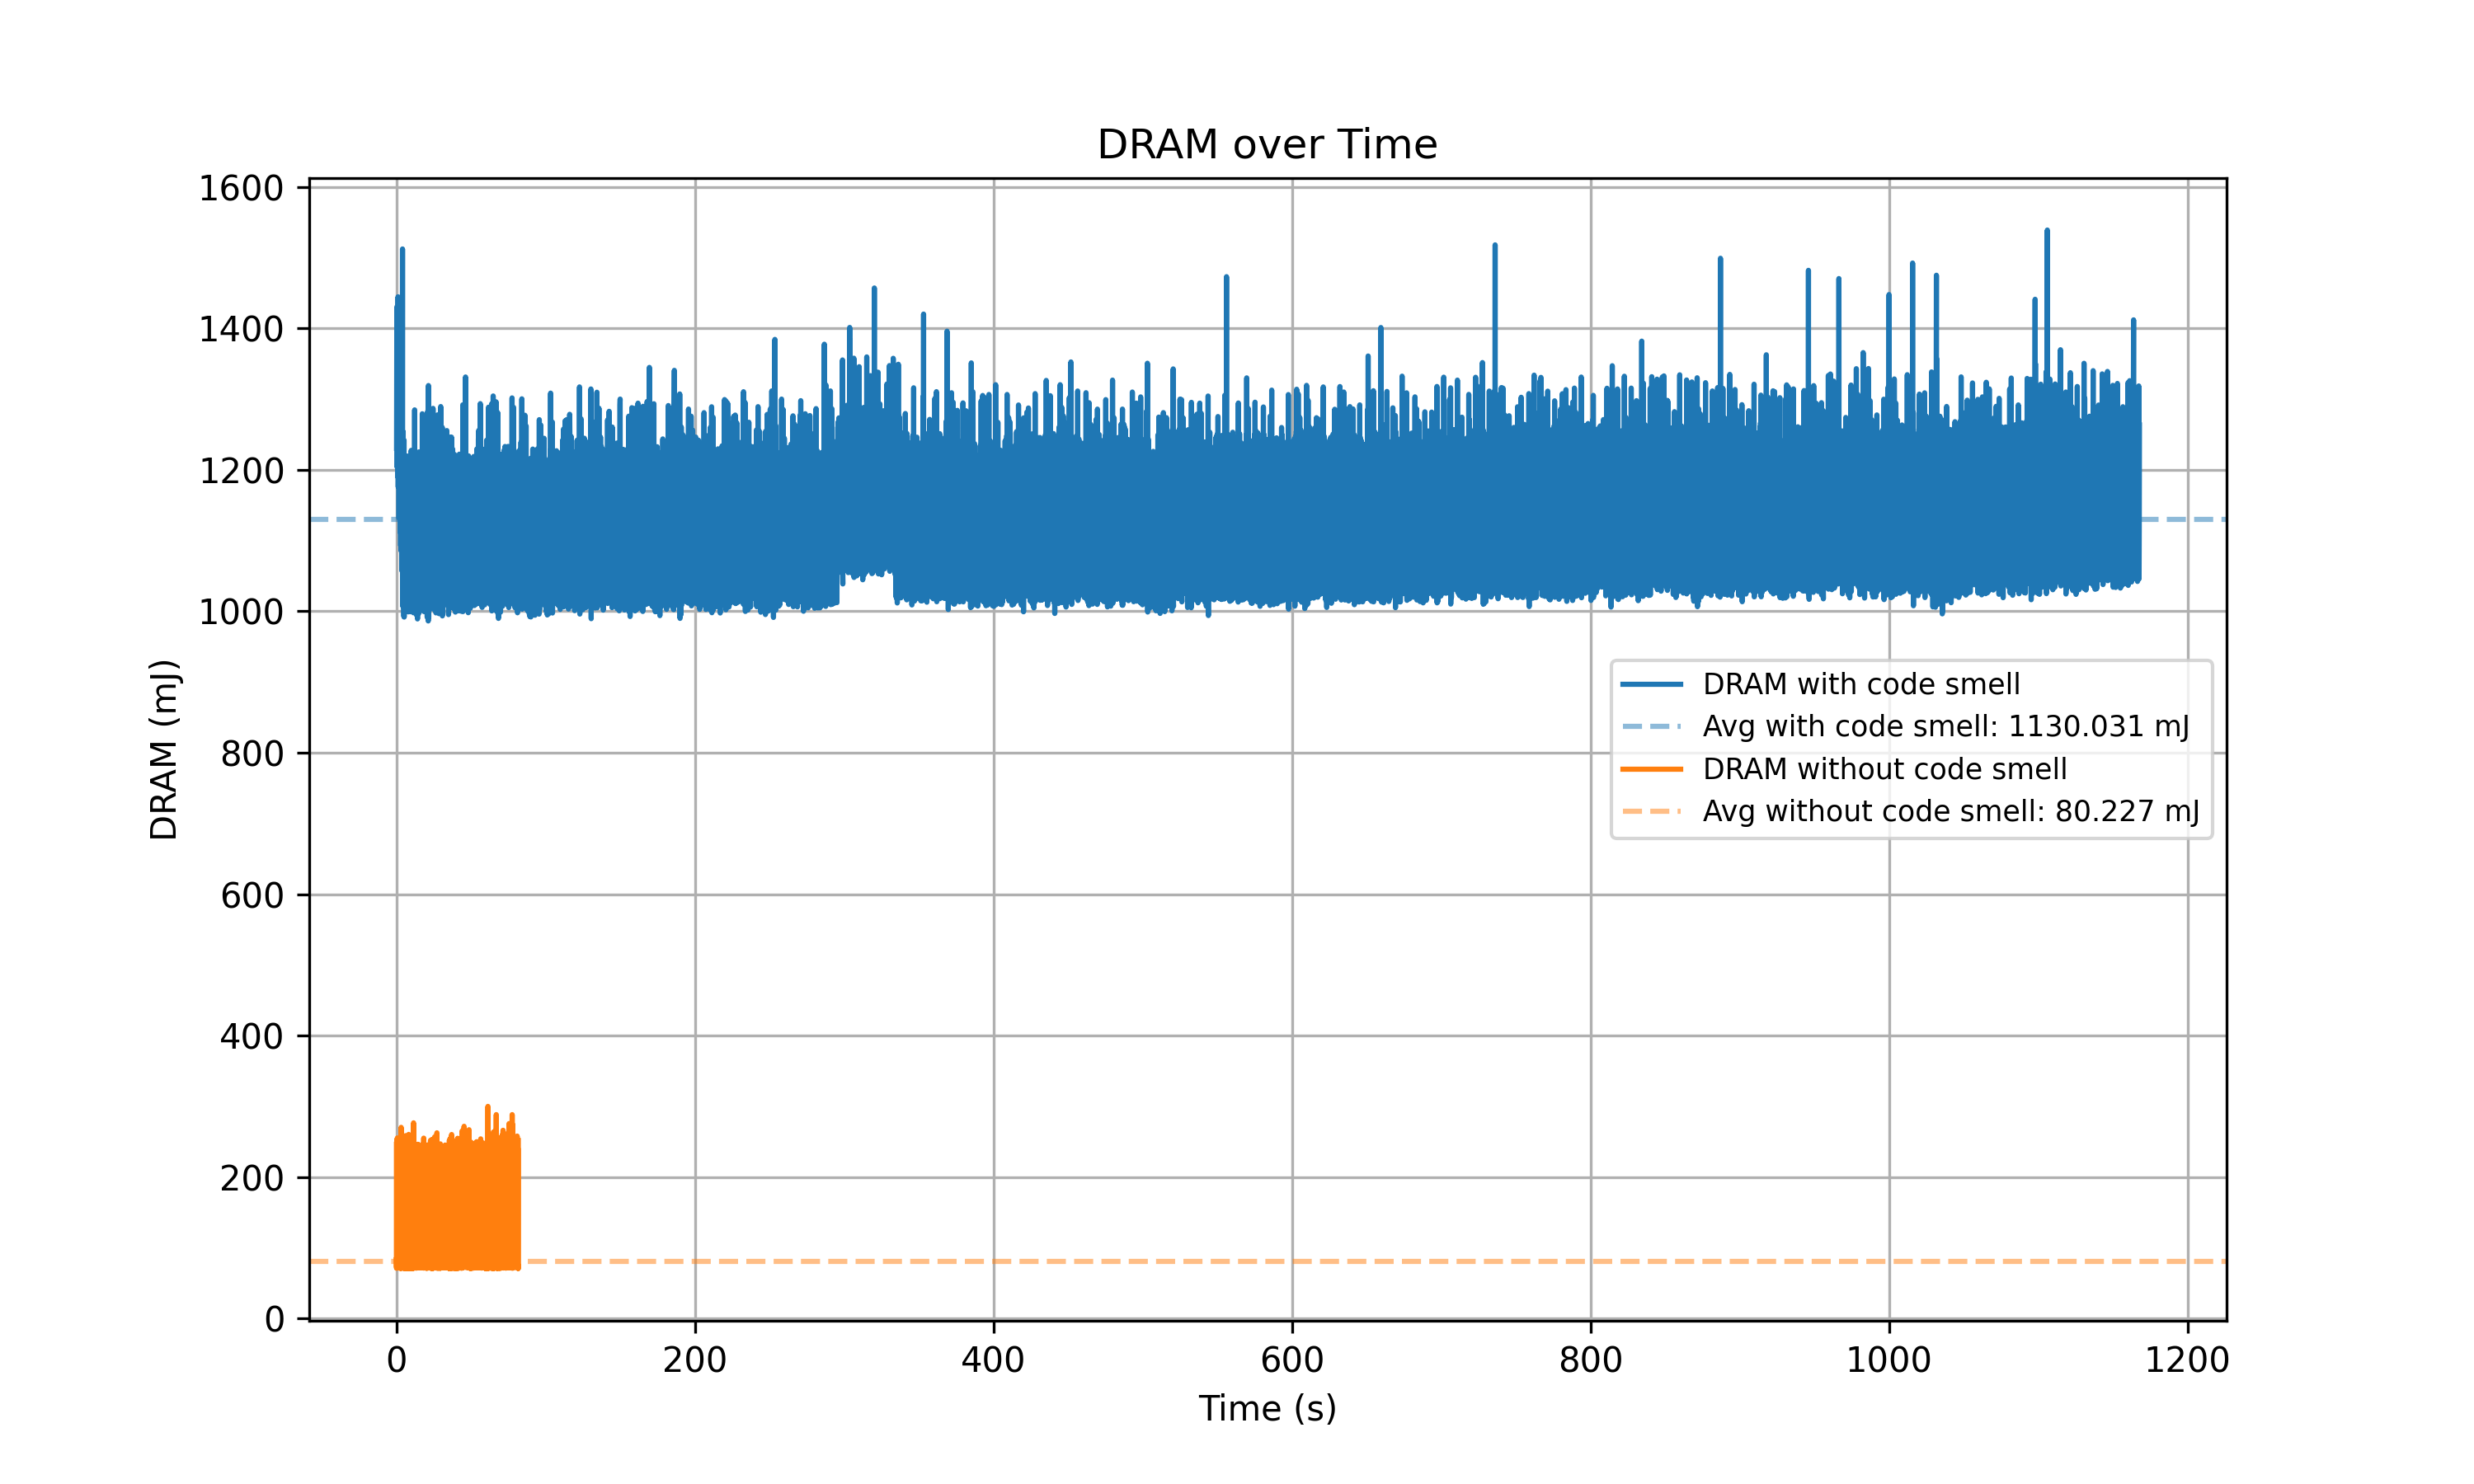 DRAM over Time
1600
1400
1200
1000
800
600
400
200
0
DRAM (mJ)
DRAM with code smell
Avg with code smell: 1130.031 mJ
DRAM without code smell
Avg without code smell: 80.227 mJ
0 200 400 600 800 1000 1200
Time (s)